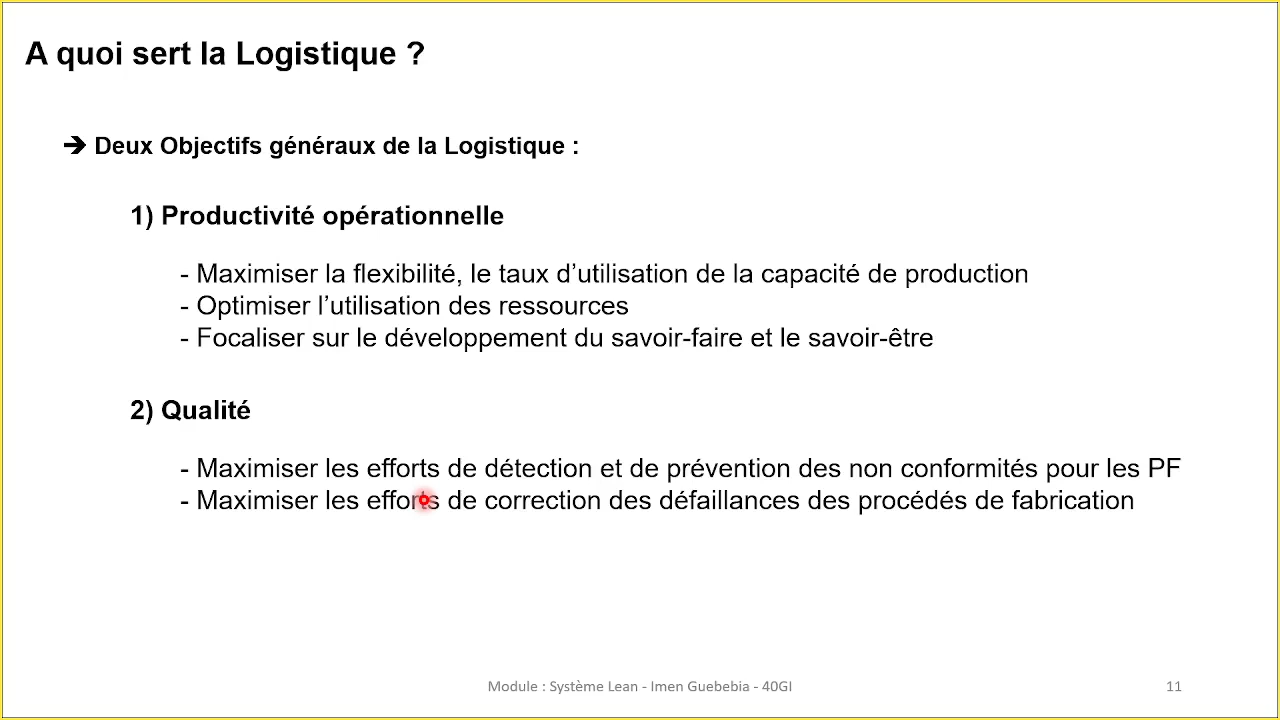 A quoi sert la Logistique ?
➔ Deux Objectifs généraux de la Logistique :
1) Productivité opérationnelle
- Maximiser la flexibilité, le taux d’utilisation de la capacité de production
- Optimiser l’utilisation des ressources
- Focaliser sur le développement du savoir-faire et le savoir-être
2) Qualité
- Maximiser les efforts de détection et de prévention des non conformités pour les PF
- Maximiser les efforts de correction des défaillances des procédés de fabrication
Module : Système Lean - Imen Guebebia - 40GI
11